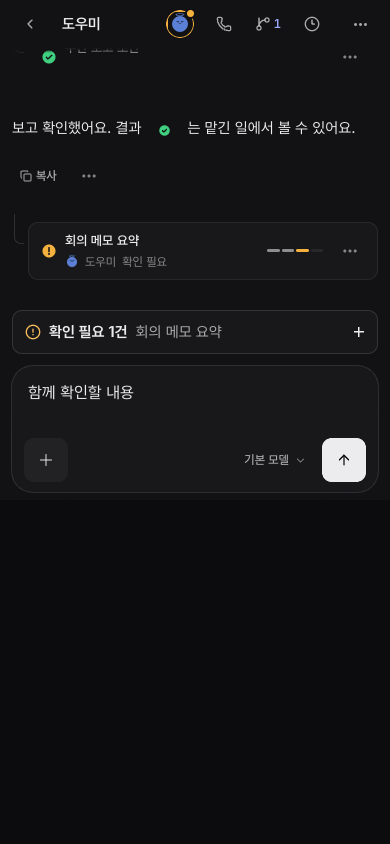 도우미
1
보고 확인했어요. 결과 는 맡긴 일에서 볼 수 있어요.
복사
회의 메모 요약
도우미 확인 필요
확인 필요 1건 회의 메모 요약
함께 확인할 내용
기본 모델